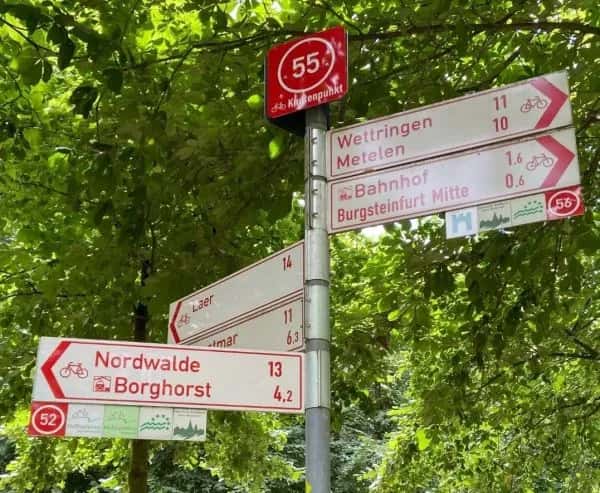 55
Knotenpunkt
Wettringen 11
Metelen 10
Bahnhof 1.6
Burgsteinfurt Mitte 0.6
56
Laer 14
11
6.3
Nordwalde 13
Borghorst 4,2
52